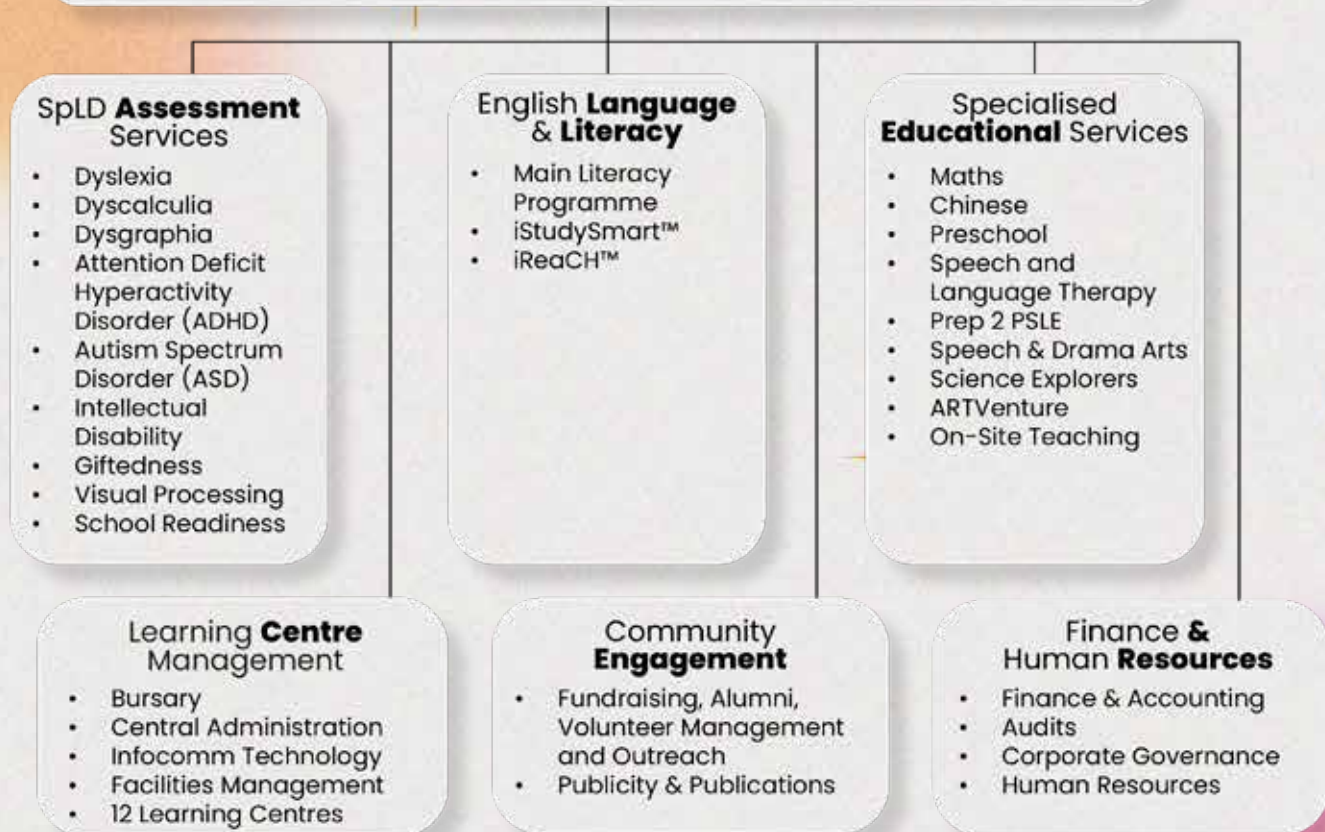 SpLD Assessment
Services
• Dyslexia
• Dyscalculia
• Dysgraphia
• Attention Deficit
Hyperactivity
Disorder (ADHD)
• Autism Spectrum
Disorder (ASD)
• Intellectual
Disability
• Giftedness
• Visual Processing
• School Readiness
English Language
& Literacy
• Main Literacy
Programme
• iStudySmart™
• iReaCH™
Specialised
Educational Services
• Maths
• Chinese
• Preschool
• Speech and
Language Therapy
• Prep 2 PSLE
• Speech & Drama Arts
• Science Explorers
• ARTVenture
• On-Site Teaching
Learning Centre
Management
• Bursary
• Central Administration
• Infocomm Technology
• Facilities Management
• 12 Learning Centres
Community
Engagement
• Fundraising, Alumni,
Volunteer Management
and Outreach
• Publicity & Publications
Finance &
Human Resources
• Finance & Accounting
• Audits
• Corporate Governance
• Human Resources